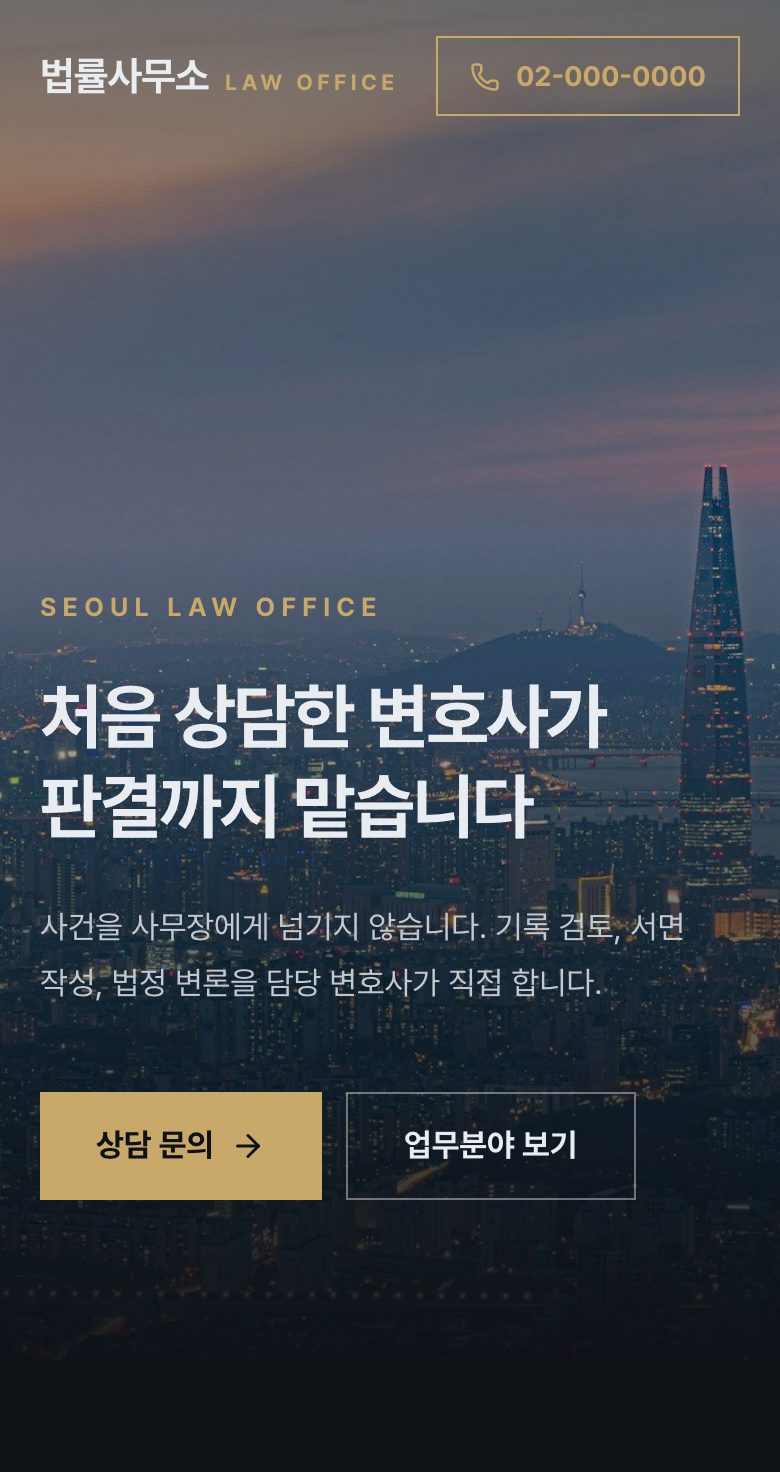 법률사무소 LAW OFFICE 02-000-0000
SEOUL LAW OFFICE
처음 상담한 변호사가
판결까지 맡습니다
사건을 사무장에게 넘기지 않습니다. 기록 검토, 서면
작성, 법정 변론을 담당 변호사가 직접 합니다.
상담 문의 → 업무분야 보기